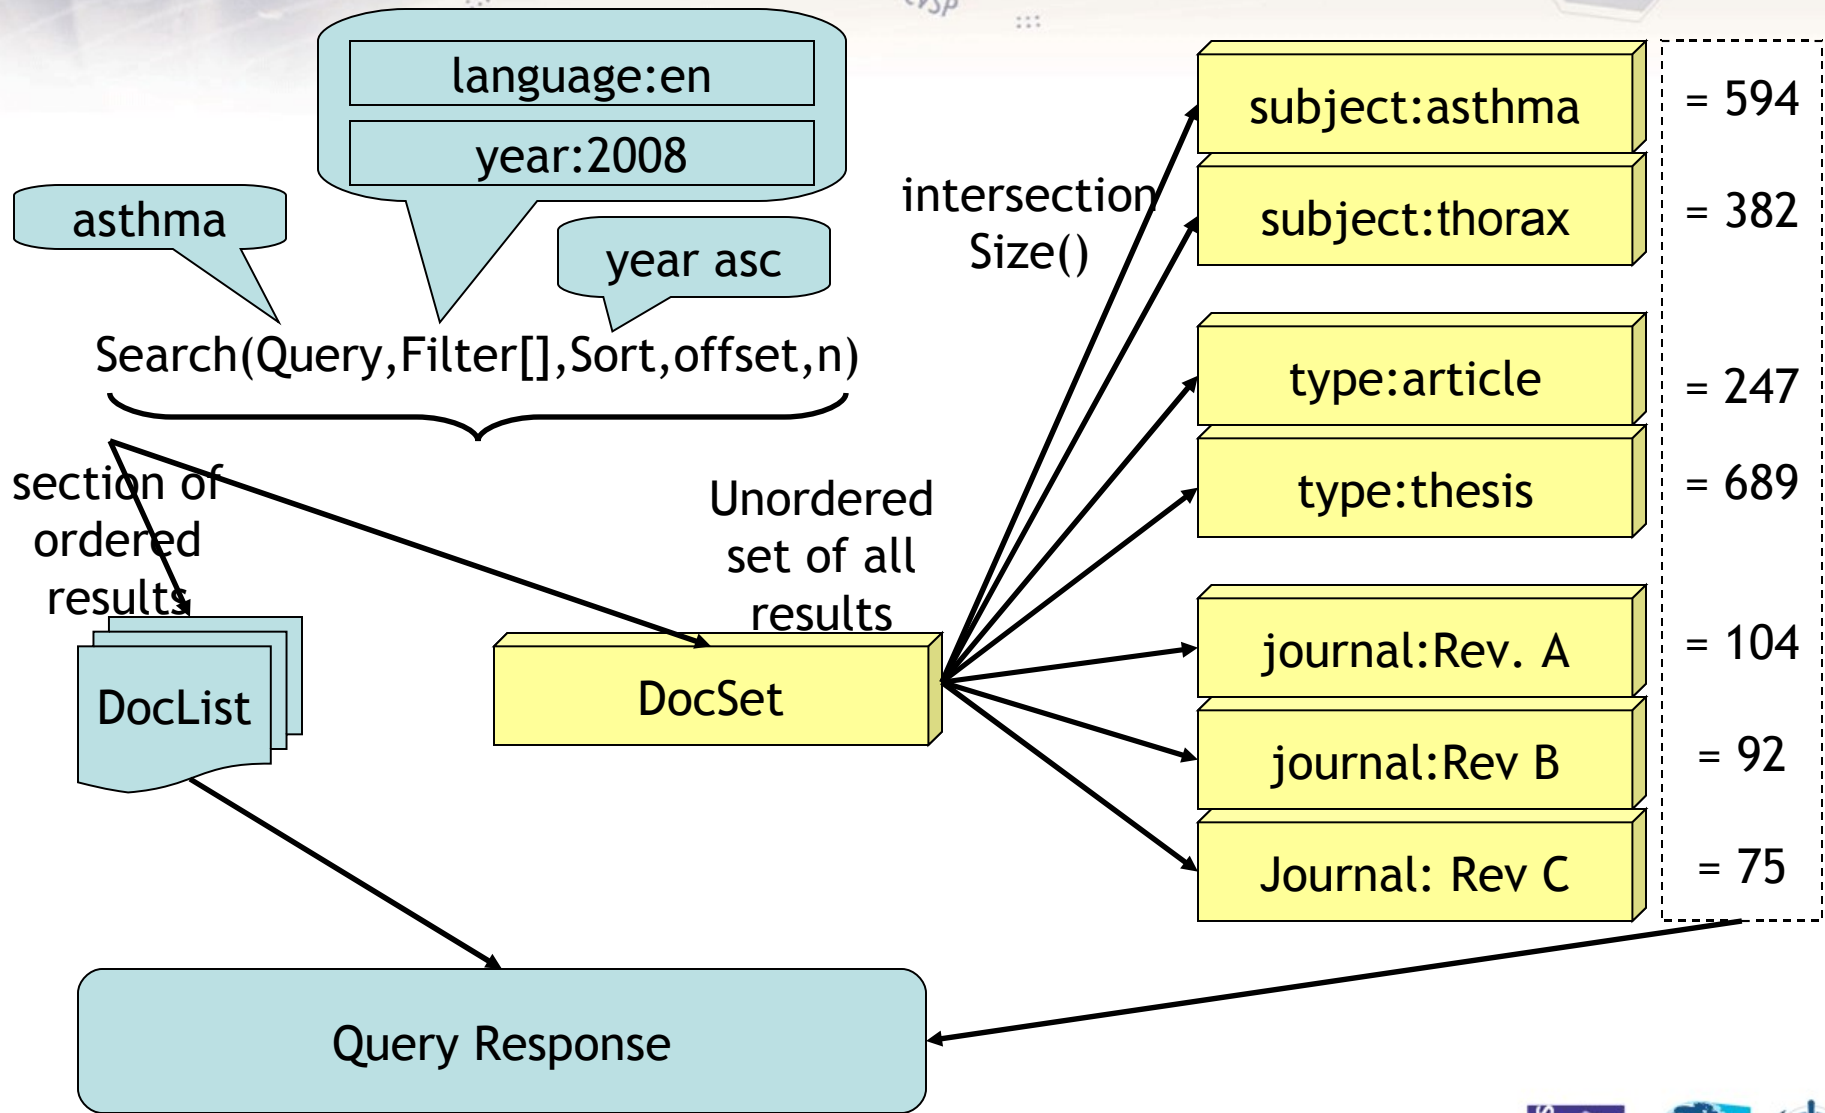 language:en
year:2008
asthma
year asc
Search(Query,Filter[],Sort,offset,n)
section of
ordered
results
Unordered
set of all
results
DocList
DocSet
intersection
Size()
subject:asthma
= 594
subject:thorax
= 382
type:article
= 247
type:thesis
= 689
journal:Rev. A
= 104
journal:Rev B
= 92
Journal: Rev C
= 75
Query Response